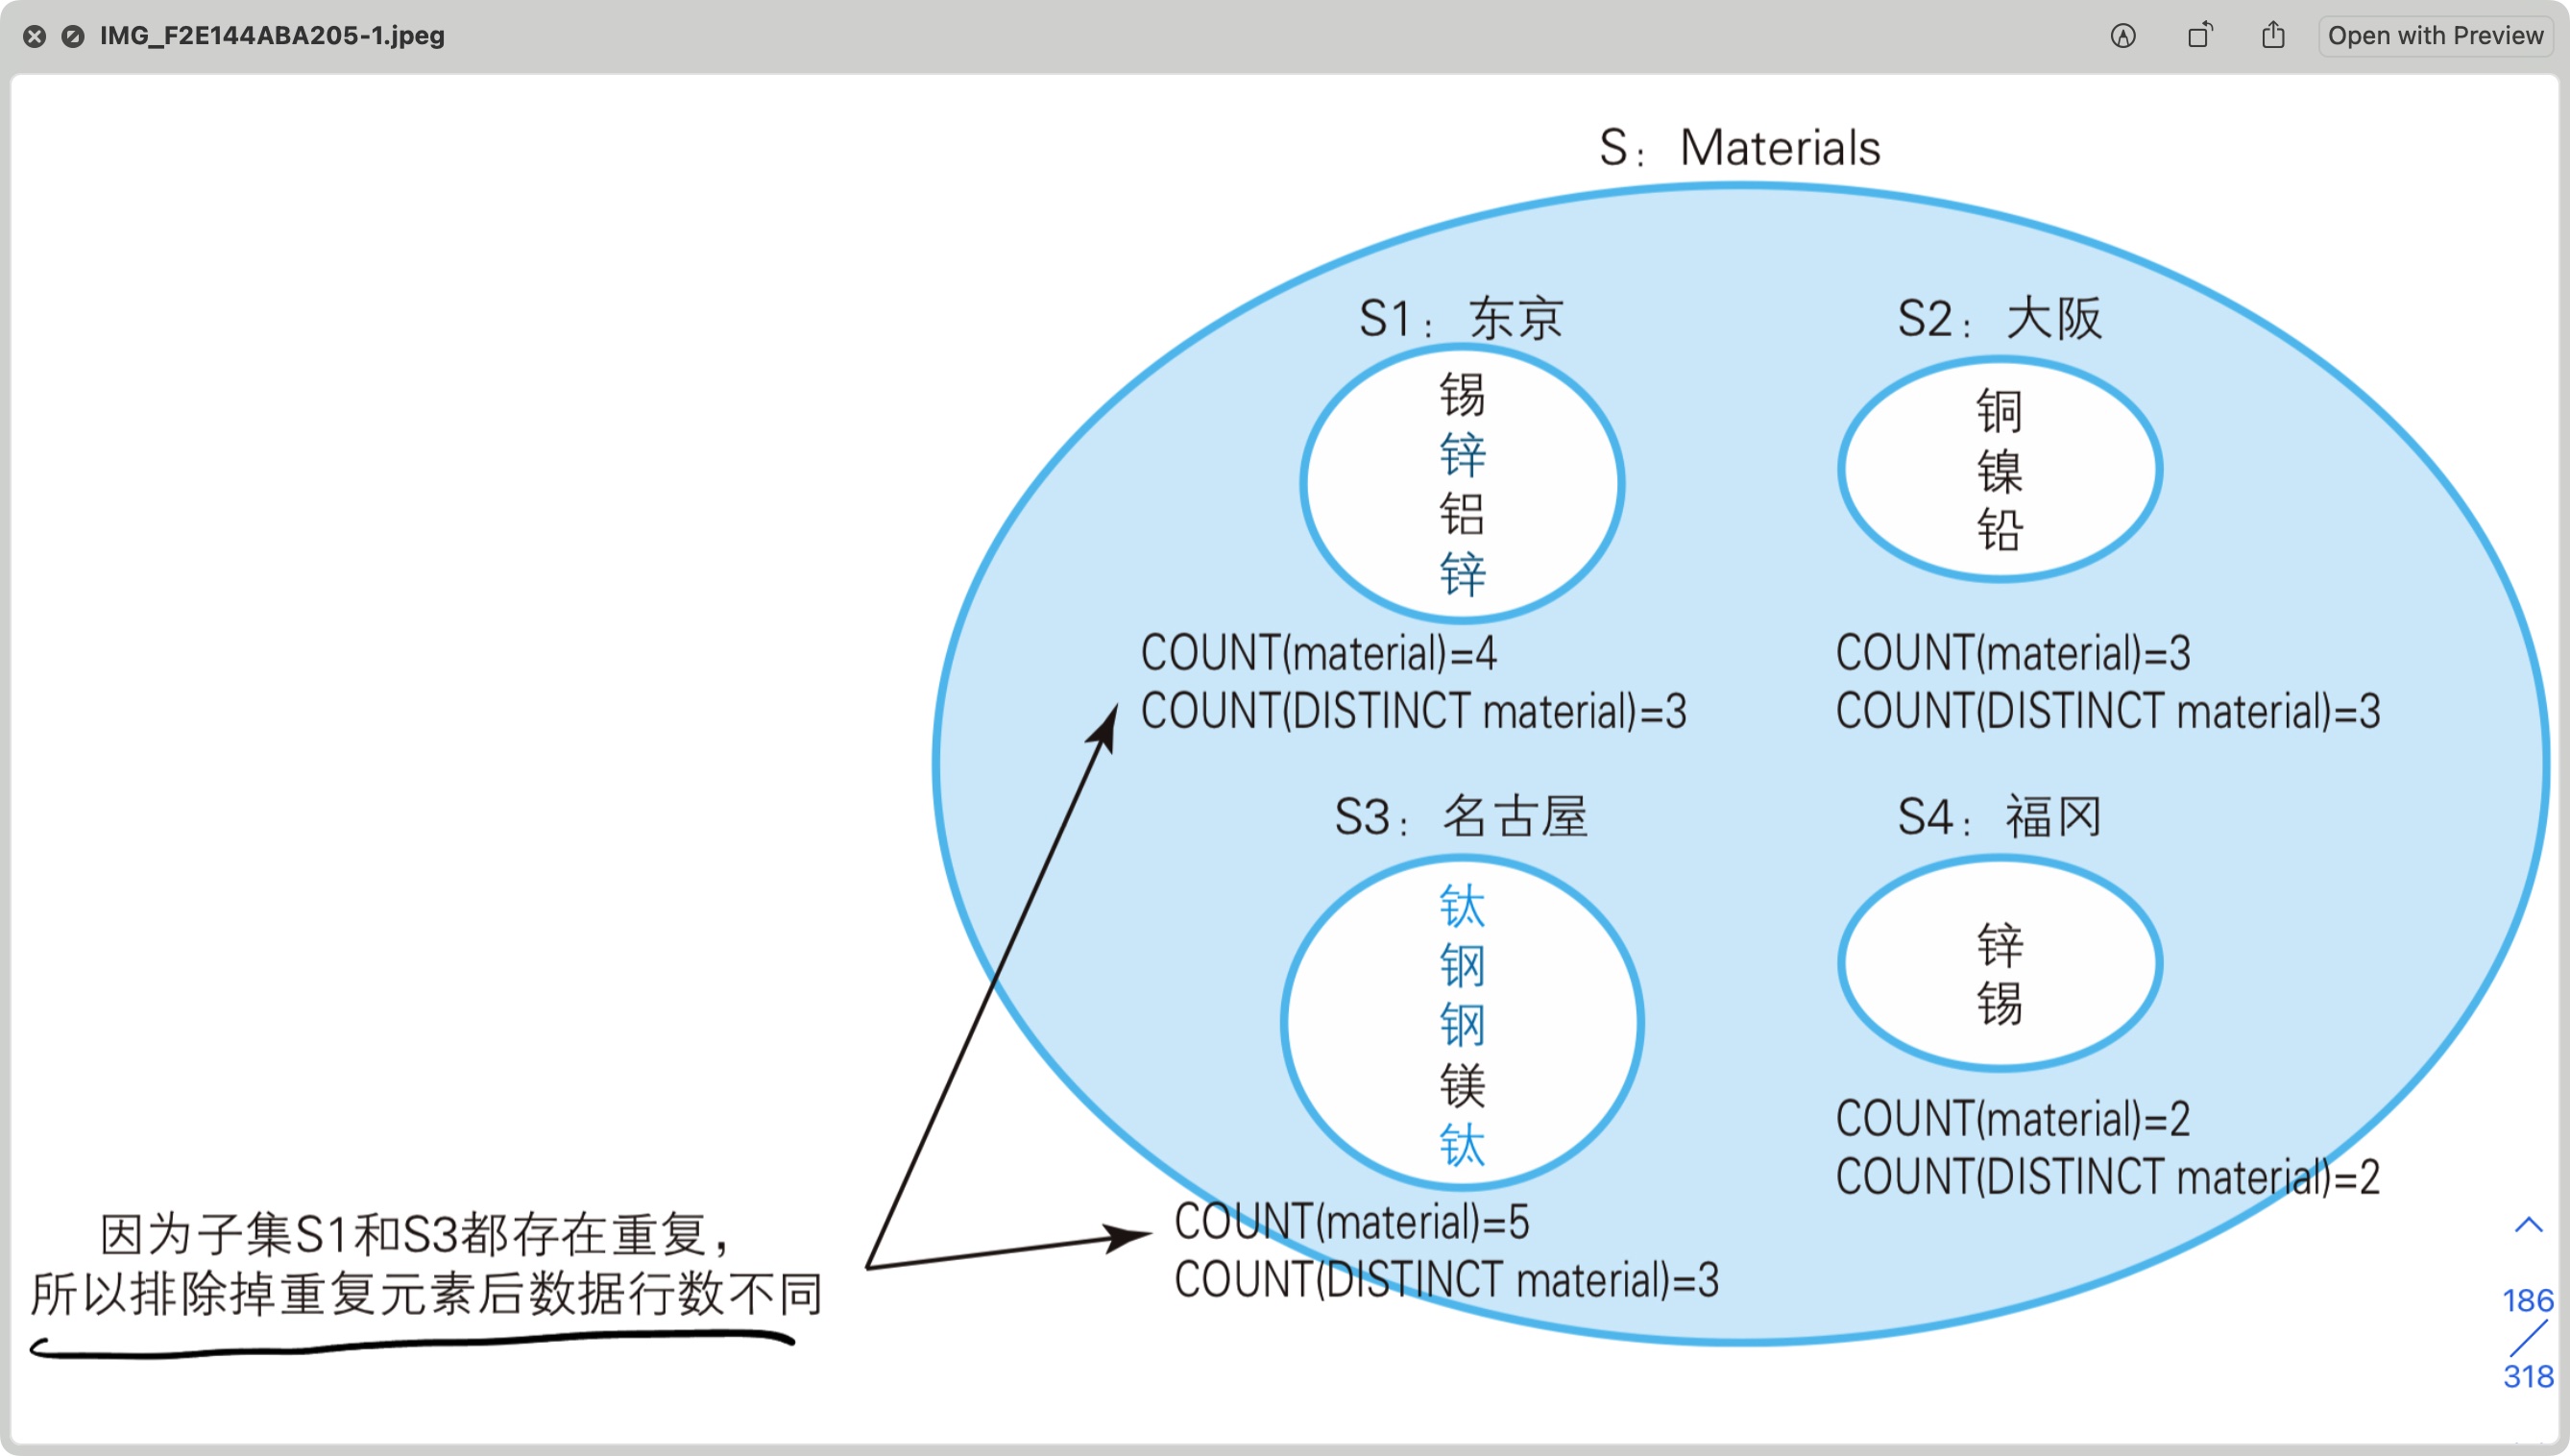 IMG_F2E144ABA205-1.jpeg
Open with Preview
S：Materials
S1：东京
锡
锌
铝
锌
COUNT(material)=4
COUNT(DISTINCT material)=3
S2：大阪
铜
镍
铅
COUNT(material)=3
COUNT(DISTINCT material)=3
S3：名古屋
钛
钢
钢
镁
钛
COUNT(material)=5
COUNT(DISTINCT material)=3
S4：福冈
锌
锡
COUNT(material)=2
COUNT(DISTINCT material)=2
因为子集S1和S3都存在重复，
所以排除掉重复元素后数据行数不同
186
318